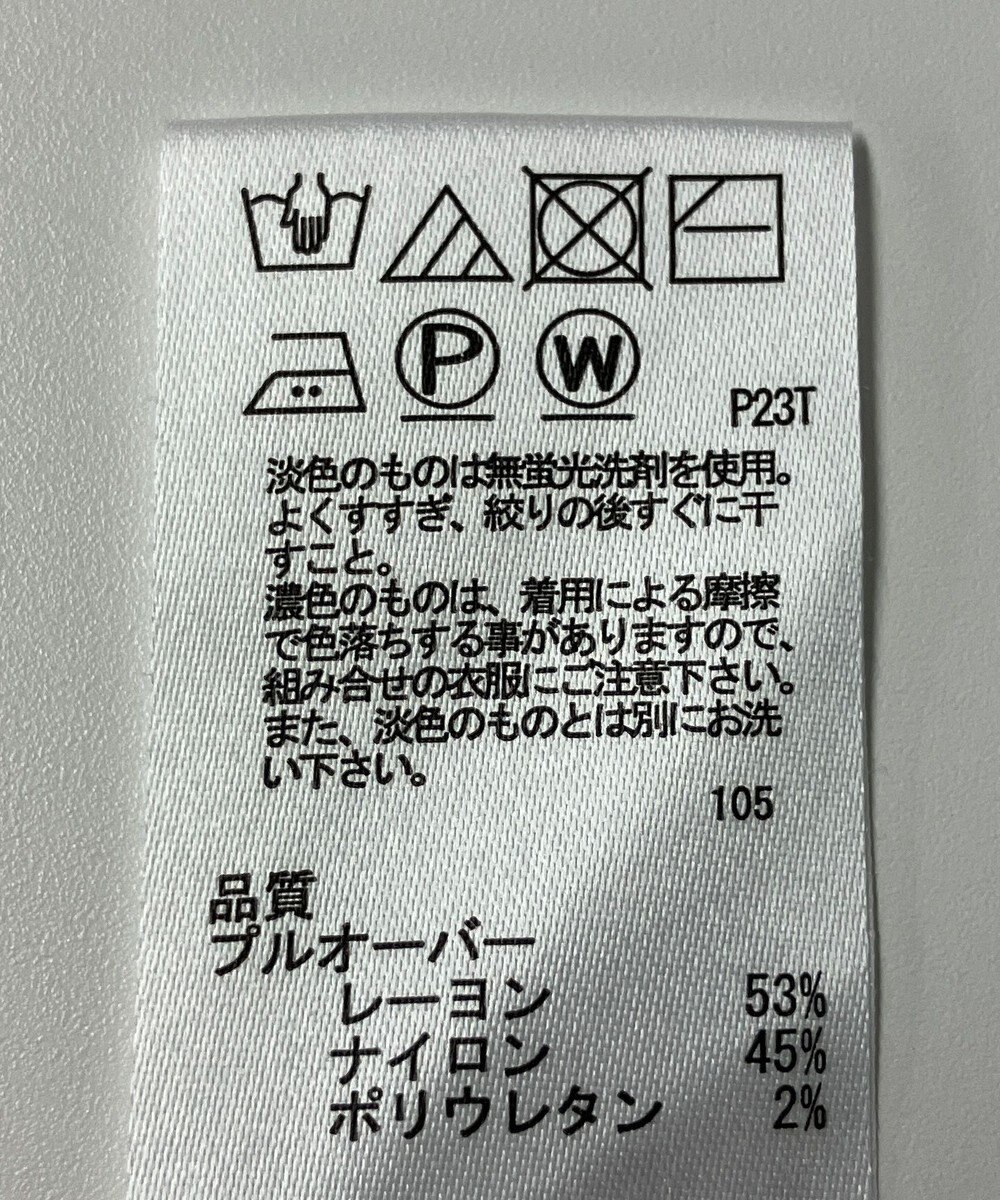 P W P23T
淡色のものは無蛍光洗剤を使用。
よくすすぎ、絞りの後すぐに干
すこと。
濃色のものは、着用による摩擦
で色落ちする事がありますので、
組み合せの衣服にご注意下さい。
また、淡色のものとは別にお洗
い下さい。
105
品質
プルオーバー
レーヨン 53%
ナイロン 45%
ポリウレタン 2%